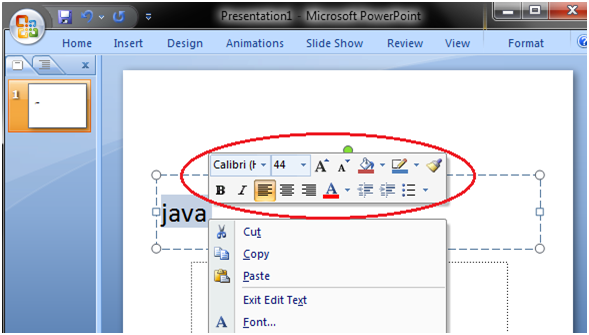 Presentation1 - Microsoft PowerPoint
Home Insert Design Animations Slide Show Review View Format
1
44
B I A
java
Cut
Copy
Paste
Exit Edit Text
A Font...